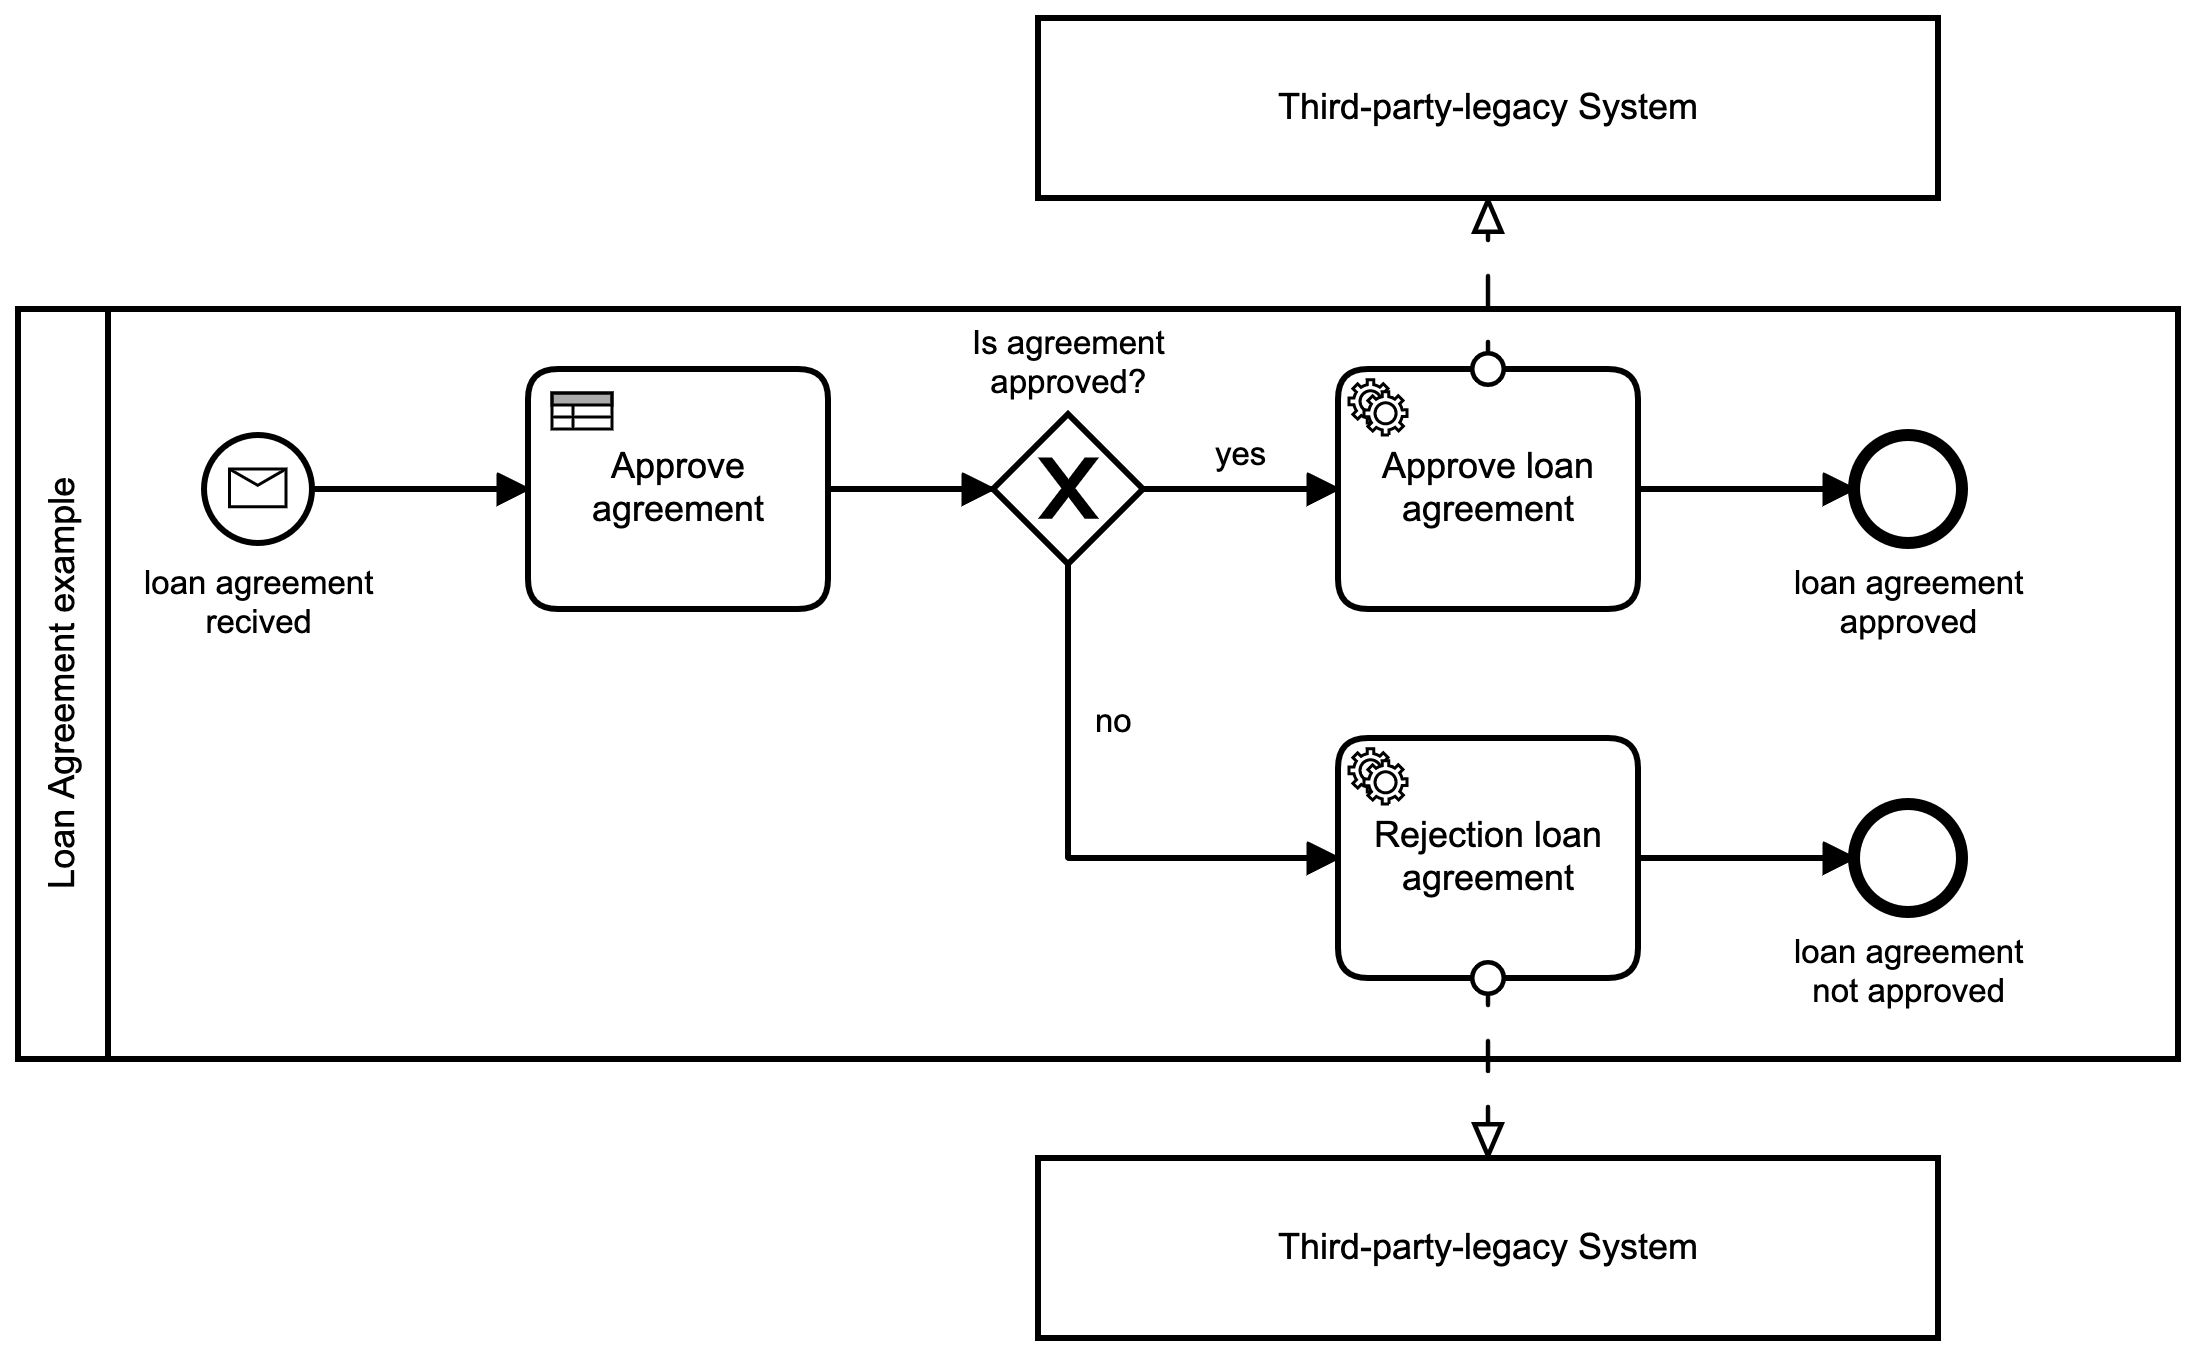 Third-party-legacy System
Loan Agreement example
loan agreement
recived
Approve
agreement
Is agreement
approved?
yes
no
Approve loan
agreement
loan agreement
approved
Rejection loan
agreement
loan agreement
not approved
Third-party-legacy System